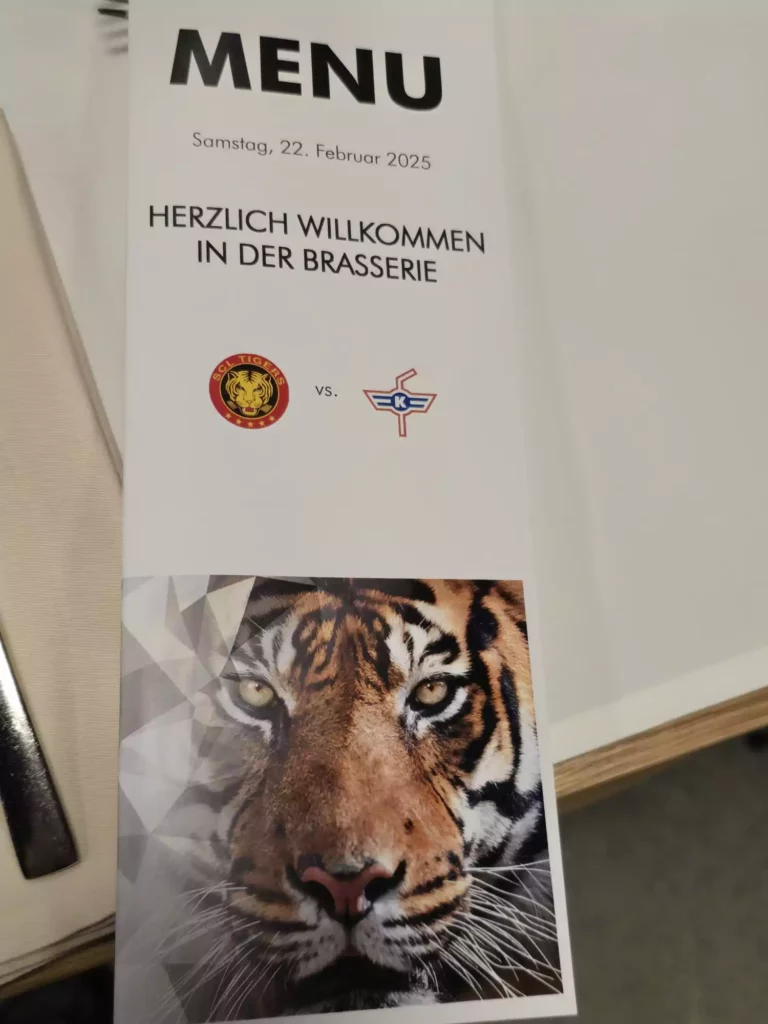 MENU
Samstag, 22. Februar 2025
HERZLICH WILLKOMMEN
IN DER BRASSERIE
SCL TIGERS
vs.
K